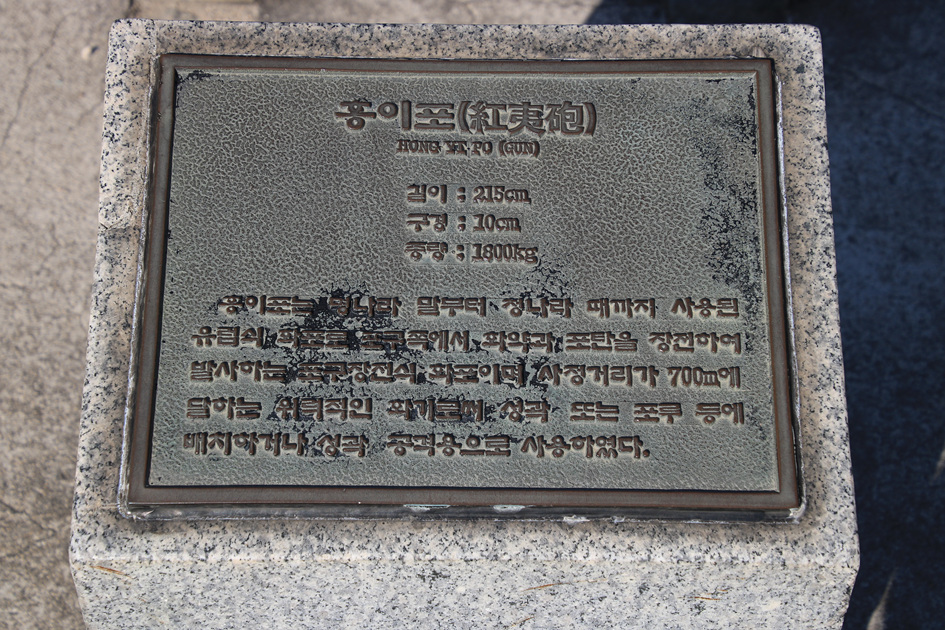 홍이포(紅夷砲)
HONG YI PO (GUN)
길이 : 215cm
구경 : 10cm
중량 : 1800kg
홍이포는 명나라 말부터 청나라 때까지 사용된
유럽식 화포로 포구쪽에서 화약과 포탄을 장전하여
발사하는 포구장전식 화포이며 사정거리가 700m에
달하는 위력적인 화기로써 성곽 또는 포루 등에
배치하거나 성곽 공격용으로 사용하였다.